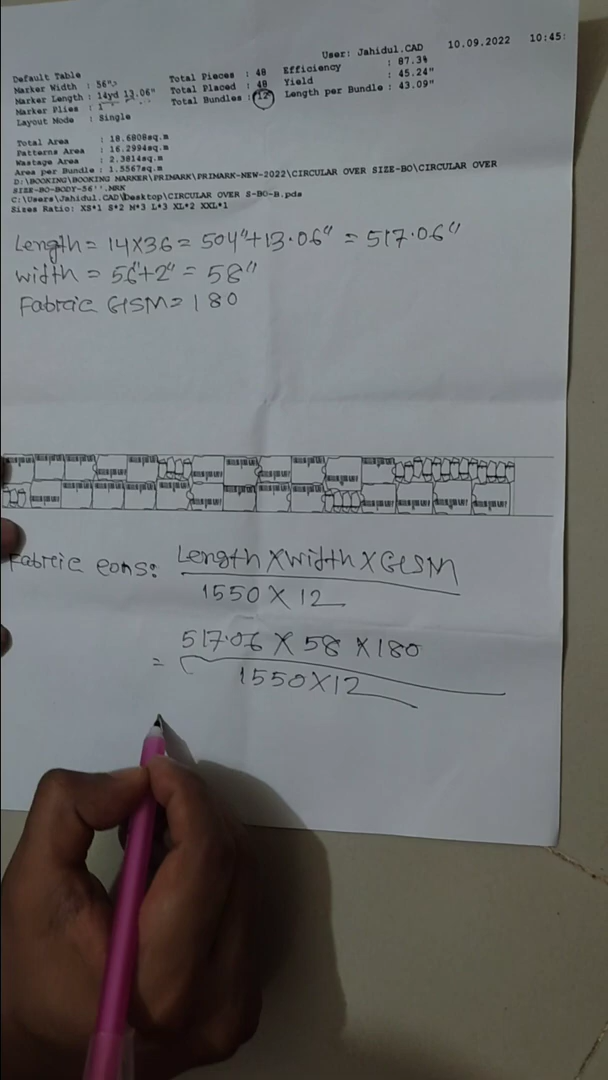 User: Jahidul.CAD 10.09.2022 10:45:
Default Table
Marker Width : 56" Total Pieces : 48 Efficiency : 87.3%
Marker Length : 14yd 13.06" Total Placed : 48 Yield : 45.24"
Marker Plies : 1 Total Bundles : 12 Length per Bundle : 43.09"
Layout Mode : Single
Total Area : 18.6808sq.m
Patterns Area : 16.2994sq.m
Wastage Area : 2.3814sq.m
Area per Bundle : 1.5567sq.m
D:\BOOKING\BOOKING MARKER\PRIMARK\PRIMARK-NEW-2022\CIRCULAR OVER SIZE-BO\CIRCULAR OVER
SIZE-BO-BODY-56''.MRK
C:\Users\Jahidul.CAD\Desktop\CIRCULAR OVER S-BO-B.pds
Sizes Ratio: XS*1 S*2 M*3 L*3 XL*2 XXL*1
Length = 14X36 = 504"+13.06" = 517.06"
Width = 56"+2" = 58"
Fabric GSM = 180
Fabric cons: Length X Width X GSM
1550 X 12
= 517.06 X 58 X 180
1550X12